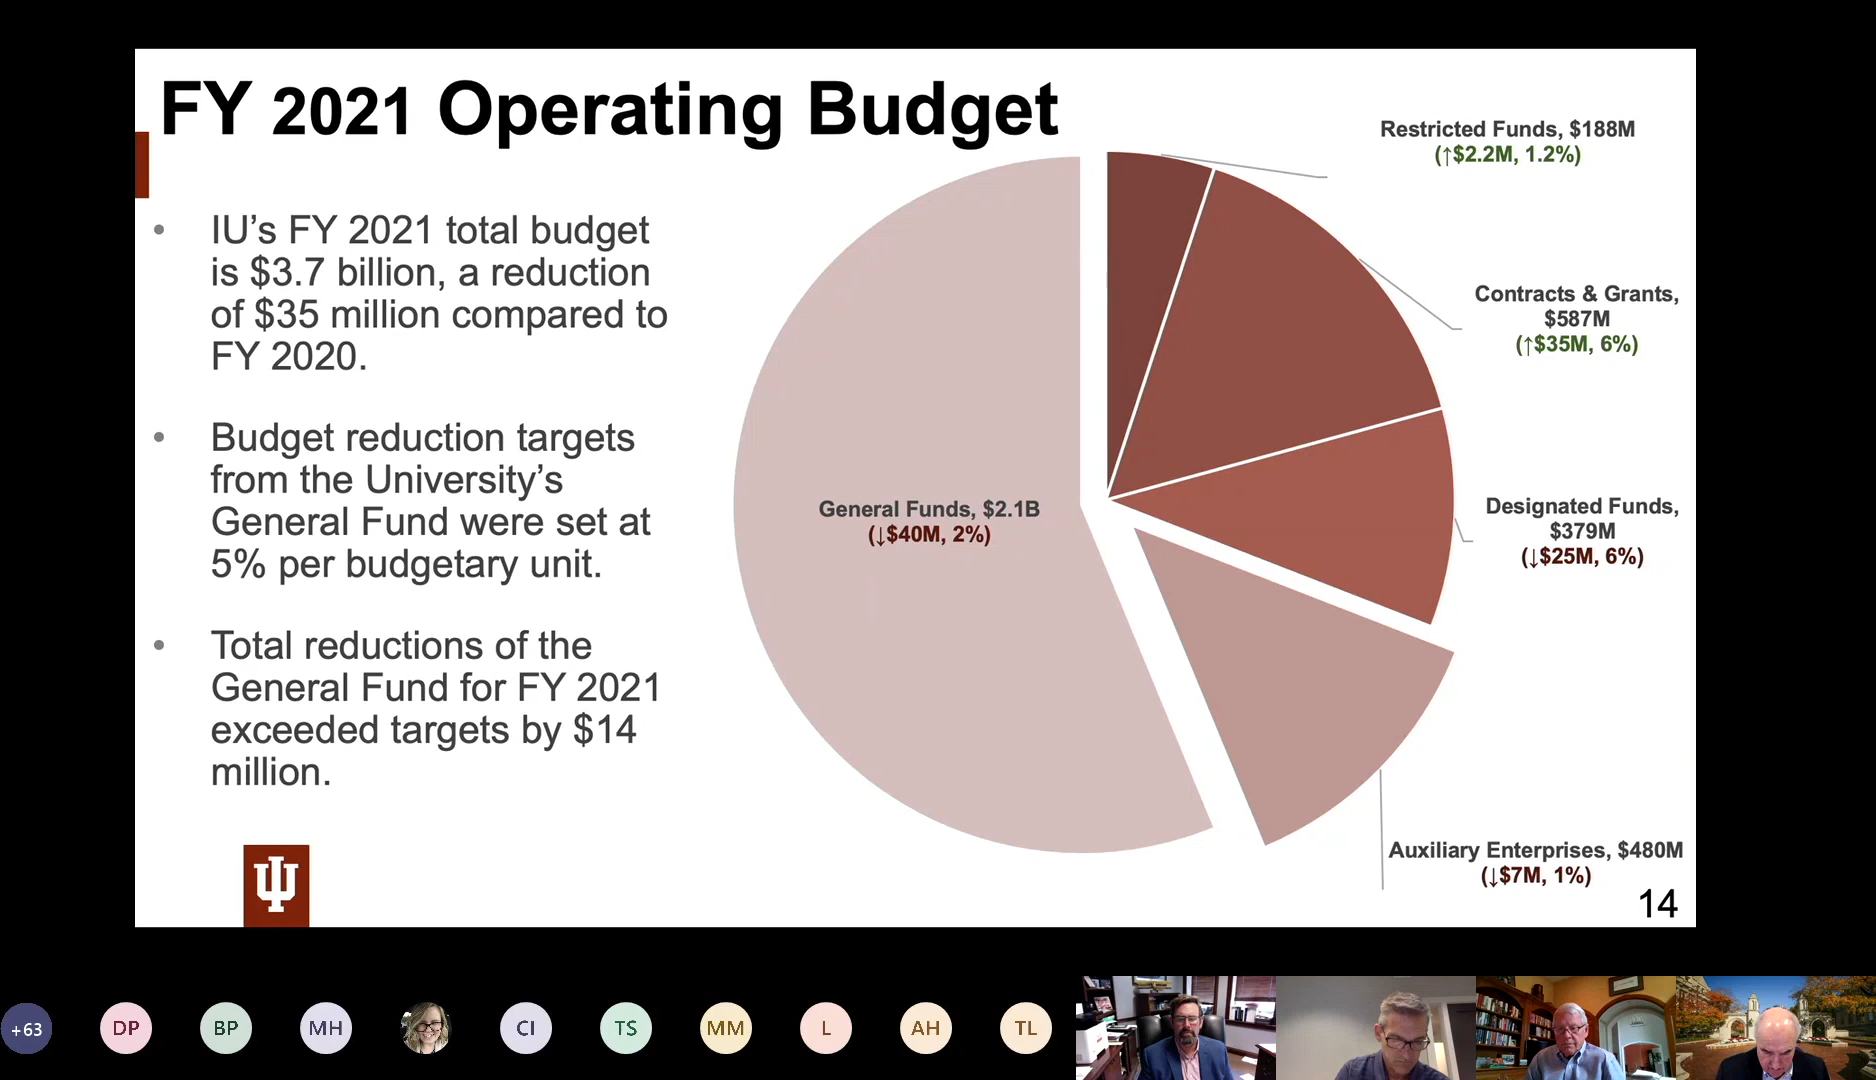 FY 2021 Operating Budget
• IU’s FY 2021 total budget
is $3.7 billion, a reduction
of $35 million compared to
FY 2020.
• Budget reduction targets
from the University’s
General Fund were set at
5% per budgetary unit.
• Total reductions of the
General Fund for FY 2021
exceeded targets by $14
million.
Restricted Funds, $188M
(↑$2.2M, 1.2%)
Contracts & Grants,
$587M
(↑$35M, 6%)
General Funds, $2.1B
(↓$40M, 2%)
Designated Funds,
$379M
(↓$25M, 6%)
Auxiliary Enterprises, $480M
(↓$7M, 1%)
14
+63
DP
BP
MH
CI
TS
MM
L
AH
TL